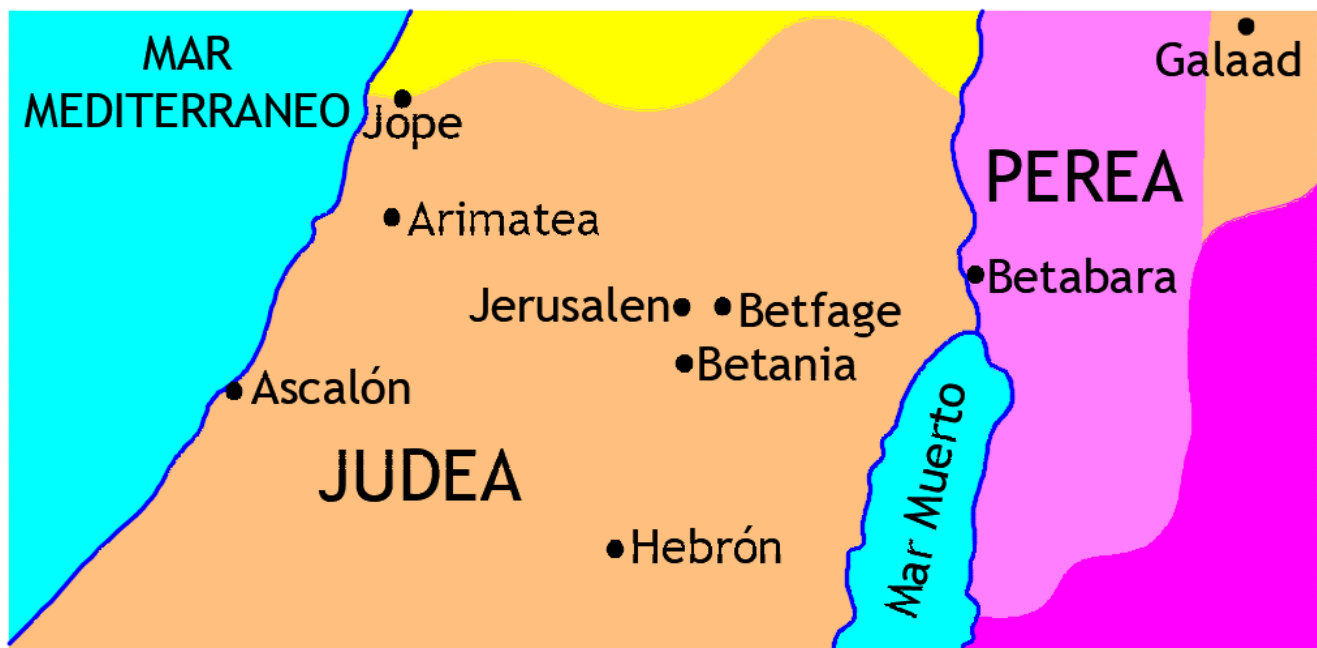 MAR
MEDITERRANEO
Galaad
Jope
PEREA
Arimatea
Betabara
Jerusalen
Betfage
Betania
Ascalón
Mar Muerto
JUDEA
Hebrón